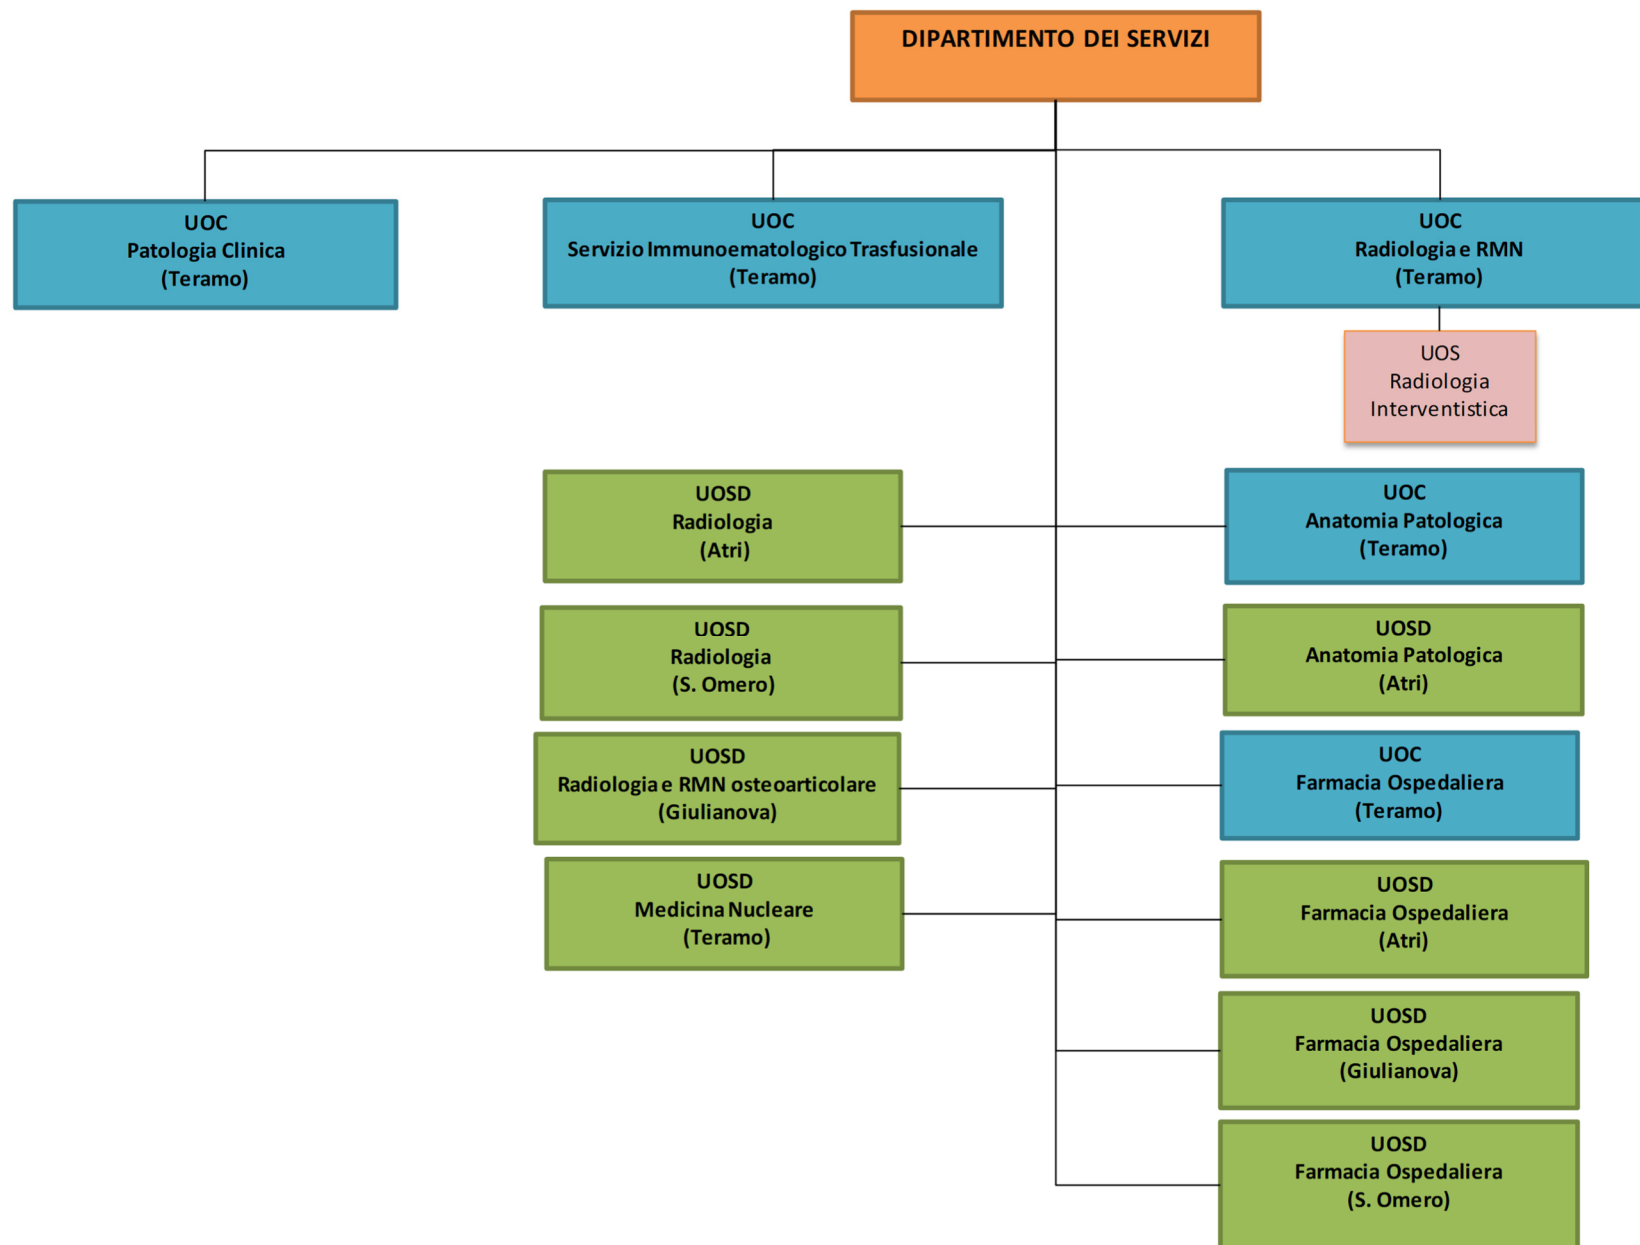 DIPARTIMENTO DEI SERVIZI
UOC
Patologia Clinica
(Teramo)
UOC
Servizio Immunoematologico Trasfusionale
(Teramo)
UOC
Radiologia e RMN
(Teramo)
UOS
Radiologia
Interventistica
UOSD
Radiologia
(Atri)
UOC
Anatomia Patologica
(Teramo)
UOSD
Radiologia
(S. Omero)
UOSD
Anatomia Patologica
(Atri)
UOSD
Radiologia e RMN osteoarticolare
(Giulianova)
UOC
Farmacia Ospedaliera
(Teramo)
UOSD
Medicina Nucleare
(Teramo)
UOSD
Farmacia Ospedaliera
(Atri)
UOSD
Farmacia Ospedaliera
(Giulianova)
UOSD
Farmacia Ospedaliera
(S. Omero)